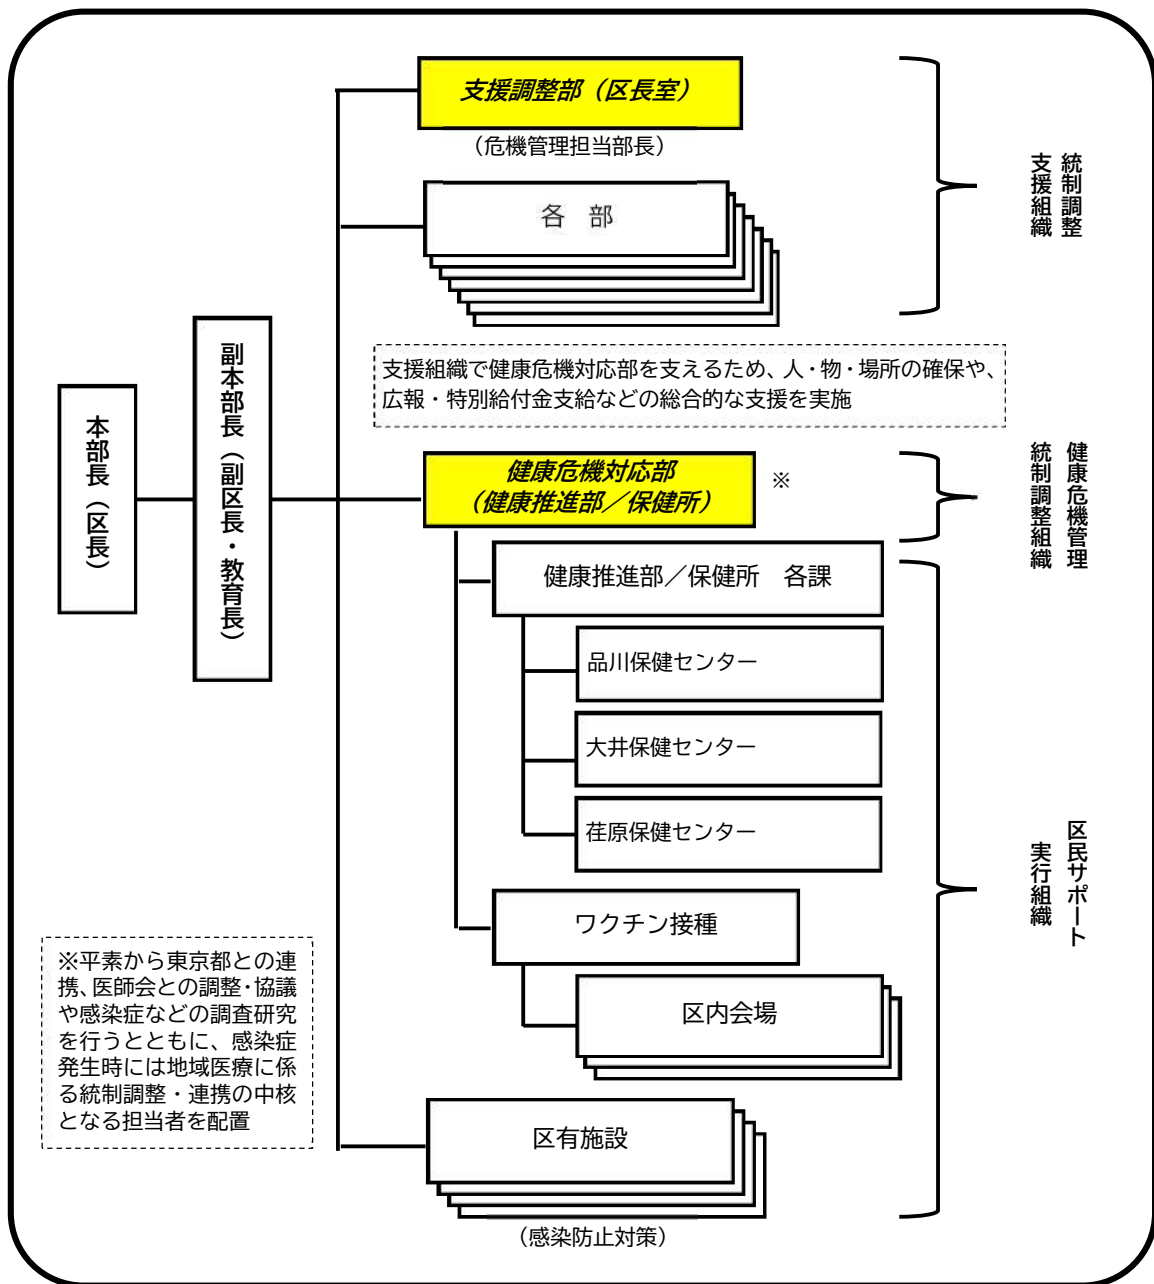 支援調整部（区長室）
（危機管理担当部長）
各　部
統制調整
支援組織
支援組織で健康危機対応部を支えるため、人・物・場所の確保や、
広報・特別給付金支給などの総合的な支援を実施
本部長（区長）
副本部長（副区長・教育長）
健康危機対応部
（健康推進部／保健所）
※
健康危機管理
統制調整組織
健康推進部／保健所　各課
品川保健センター
大井保健センター
荏原保健センター
ワクチン接種
区内会場
区民サポート
実行組織
※平素から東京都との連
携、医師会との調整・協議
や感染症などの調査研究
を行うとともに、感染症
発生時には地域医療に係
る統制調整・連携の中核
となる担当者を配置
区有施設
（感染防止対策）